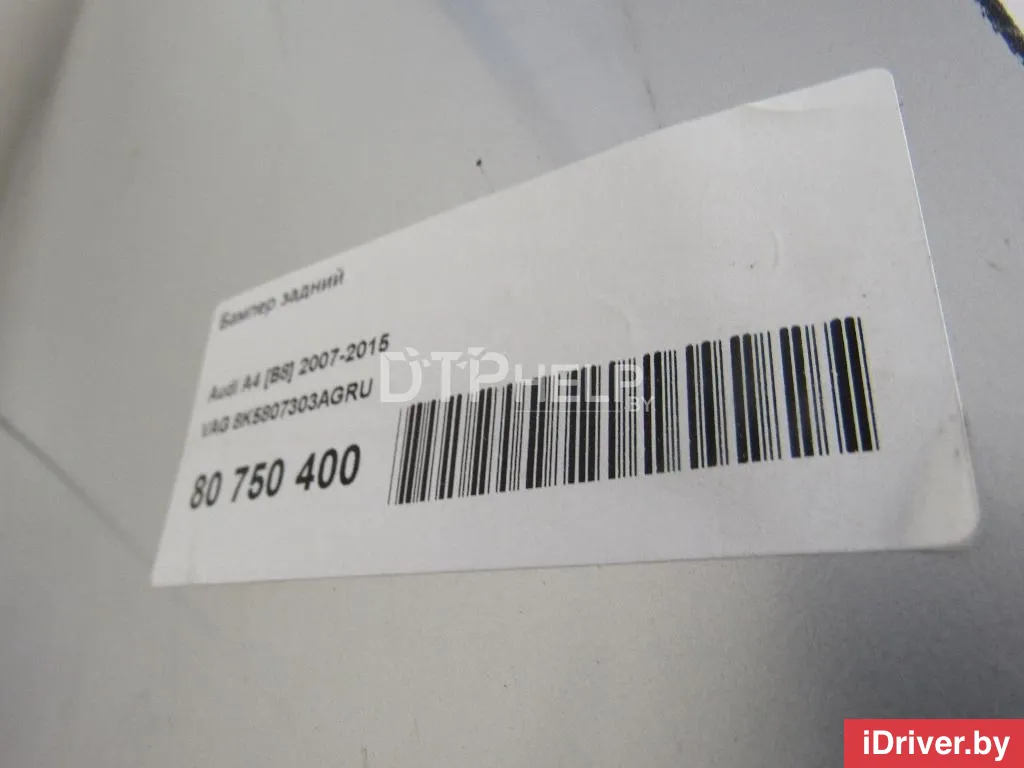 Бампер задний
Audi A4 [B8] 2007-2015
VAG 8K5807303AGRU
80 750 400
DTPHELP
.BY
iDriver.by